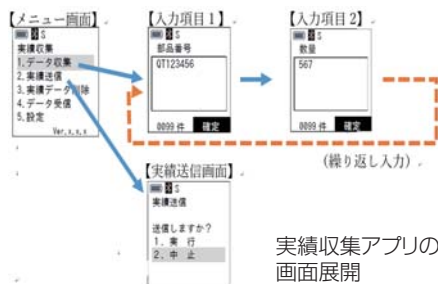 【メニュー画面】
S
実績収集
1.データ収集
2.実績送信
3.実績データ削除
4.データ受信
5.設定
Ver,x,x,x
【入力項目1】
S
部品番号
QT123456
0099 件 確定
【入力項目2】
S
数量
567
0099 件 確定
(繰り返し入力)
【実績送信画面】
S
実績送信
送信しますか?
1. 実 行
2. 中 止
実績収集アプリの
画面展開